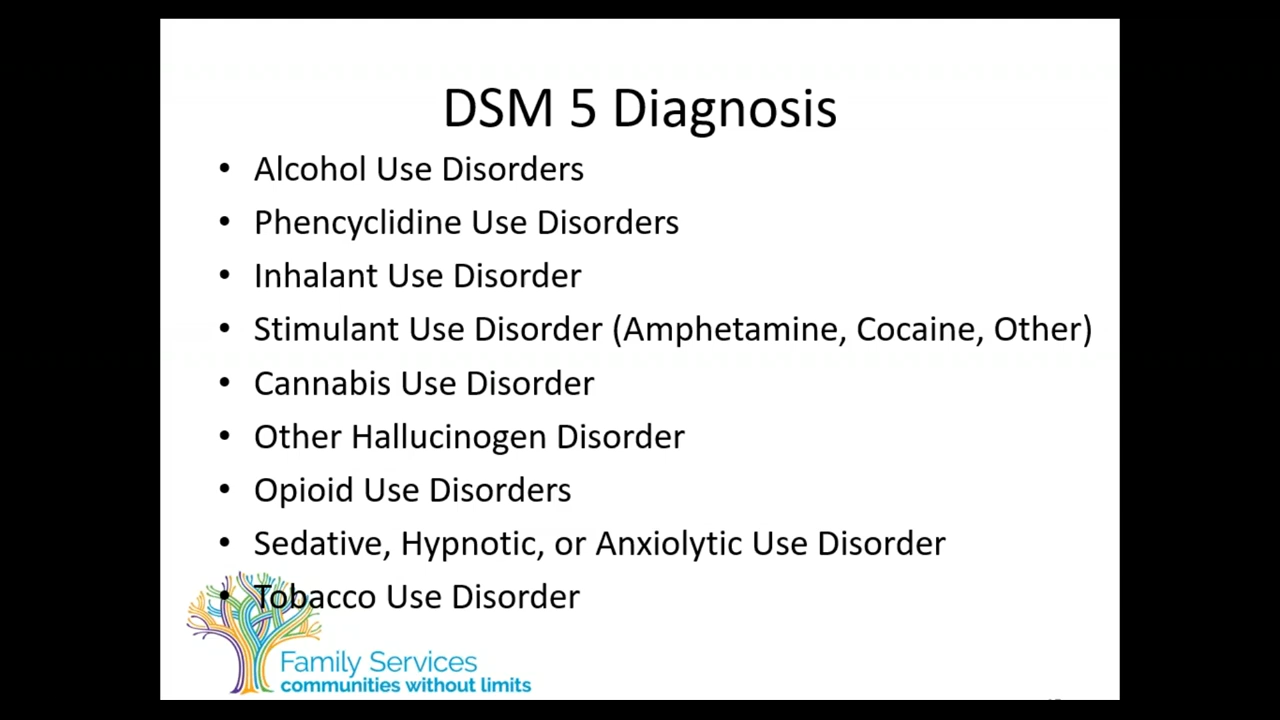 DSM 5 Diagnosis
• Alcohol Use Disorders
• Phencyclidine Use Disorders
• Inhalant Use Disorder
• Stimulant Use Disorder (Amphetamine, Cocaine, Other)
• Cannabis Use Disorder
• Other Hallucinogen Disorder
• Opioid Use Disorders
• Sedative, Hypnotic, or Anxiolytic Use Disorder
• Tobacco Use Disorder
Family Services
communities without limits